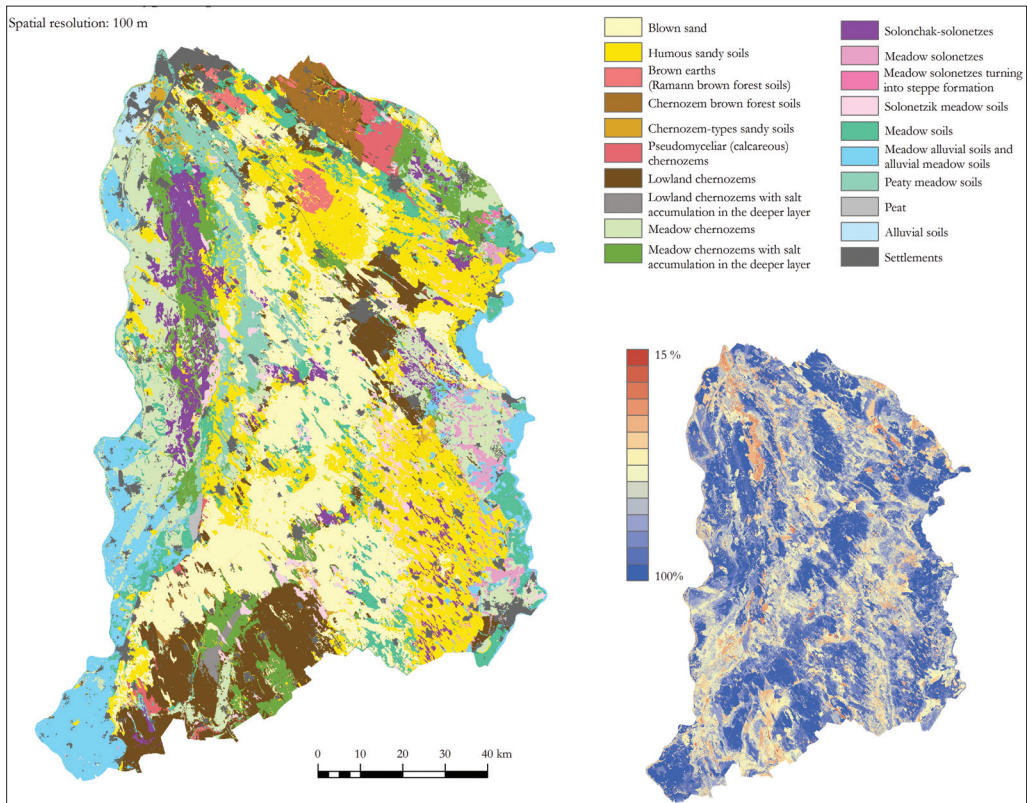 Spatial resolution: 100 m
Blown sand
Humous sandy soils
Brown earths
(Ramann brown forest soils)
Chernozem brown forest soils
Chernozem-types sandy soils
Pseudomyceliar (calcareous)
chernozems
Lowland chernozems
Lowland chernozems with salt
accumulation in the deeper layer
Meadow chernozems
Meadow chernozems with salt
accumulation in the deeper layer
Solonchak-solonetzes
Meadow solonetzes
Meadow solonetzes turning
into steppe formation
Solonetzik meadow soils
Meadow soils
Meadow alluvial soils and
alluvial meadow soils
Peaty meadow soils
Peat
Alluvial soils
Settlements
15 %
100%
0 10 20 30 40 km